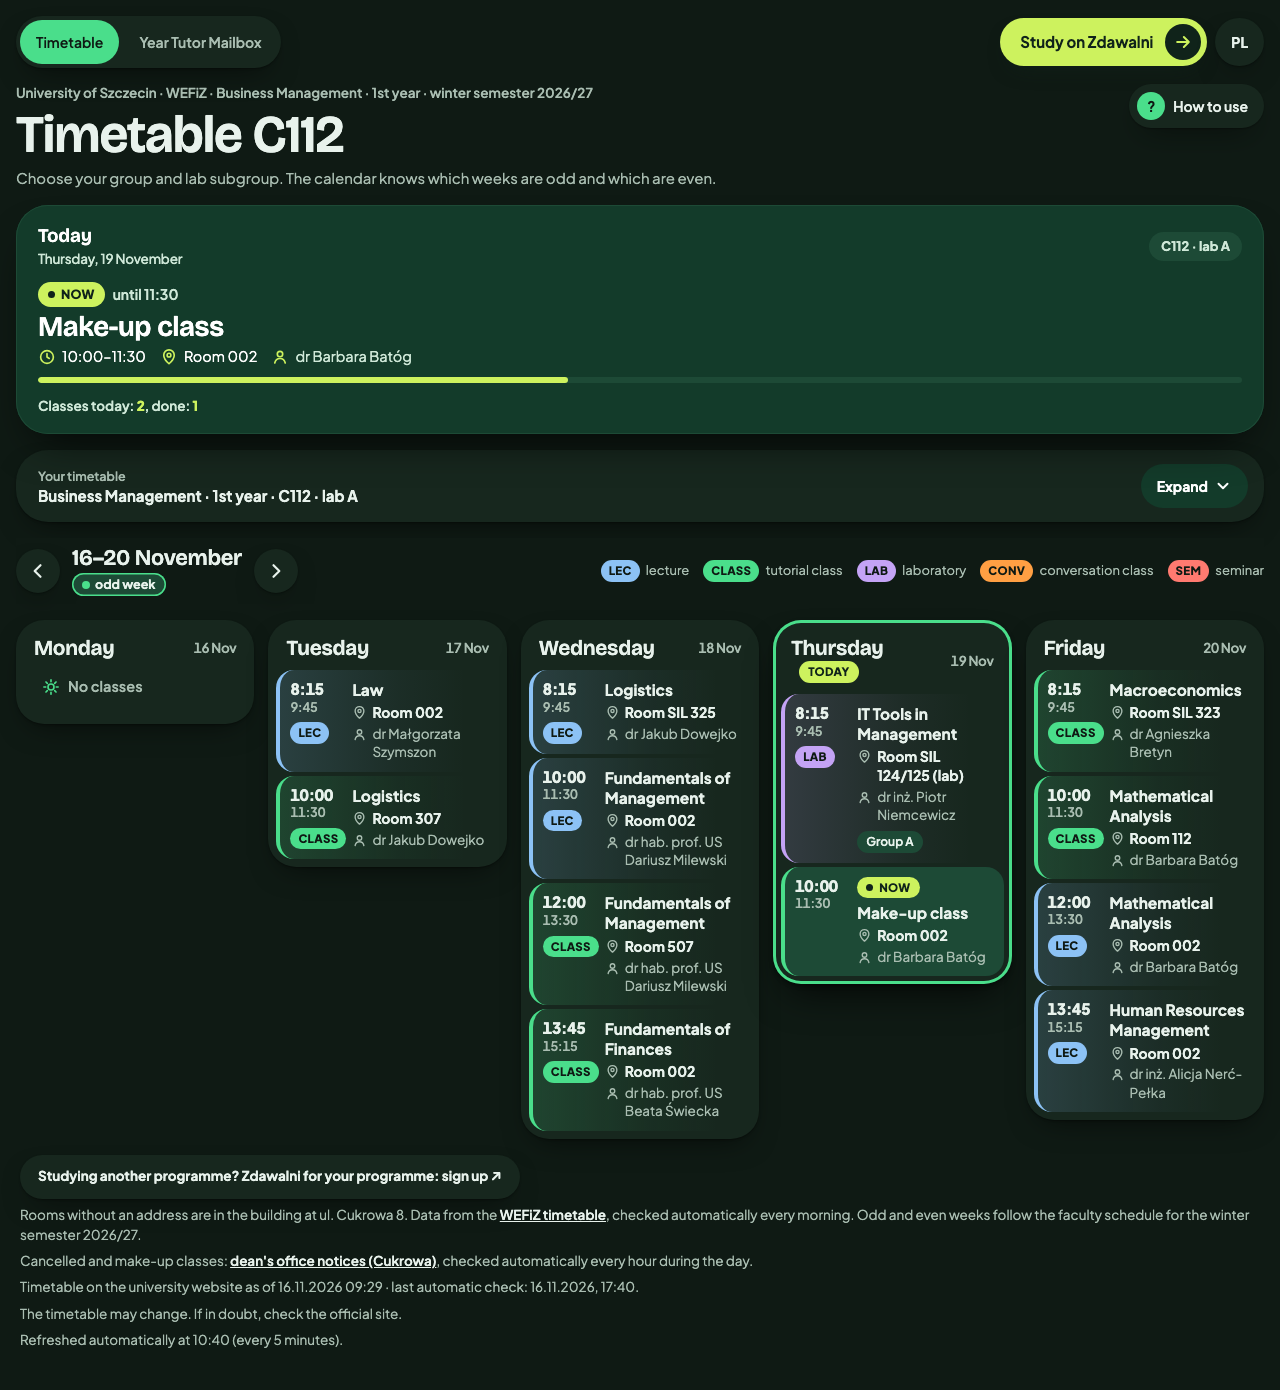 Timetable
Year Tutor Mailbox
Study on Zdawalni
PL
University of Szczecin · WEFiZ · Business Management · 1st year · winter semester 2026/27
? How to use
Timetable C112
Choose your group and lab subgroup. The calendar knows which weeks are odd and which are even.
Today
Thursday, 19 November
C112 · lab A
NOW until 11:30
Make-up class
10:00–11:30 Room 002 dr Barbara Batóg
Classes today: 2, done: 1
Your timetable
Business Management · 1st year · C112 · lab A
Expand
16–20 November
odd week
LEC lecture CLASS tutorial class LAB laboratory CONV conversation class SEM seminar
Monday 16 Nov
No classes
Tuesday 17 Nov
8:15 Law
9:45 Room 002
LEC dr Małgorzata
Szymszon
10:00 Logistics
11:30 Room 307
CLASS dr Jakub Dowejko
Wednesday 18 Nov
8:15 Logistics
9:45 Room SIL 325
LEC dr Jakub Dowejko
10:00 Fundamentals of
11:30 Management
LEC Room 002
dr hab. prof. US
Dariusz Milewski
12:00 Fundamentals of
13:30 Management
CLASS Room 507
dr hab. prof. US
Dariusz Milewski
13:45 Fundamentals of
15:15 Finances
CLASS Room 002
dr hab. prof. US
Beata Świecka
Thursday 19 Nov
TODAY
8:15 IT Tools in
9:45 Management
LAB Room SIL
124/125 (lab)
dr inż. Piotr
Niemcewicz
Group A
10:00 NOW
11:30 Make-up class
Room 002
dr Barbara Batóg
Friday 20 Nov
8:15 Macroeconomics
9:45 Room SIL 323
CLASS dr Agnieszka
Bretyn
10:00 Mathematical
11:30 Analysis
CLASS Room 112
dr Barbara Batóg
12:00 Mathematical
13:30 Analysis
LEC Room 002
dr Barbara Batóg
13:45 Human Resources
15:15 Management
LEC Room 002
dr inż. Alicja Nerć-
Pełka
Studying another programme? Zdawalni for your programme: sign up ↗
Rooms without an address are in the building at ul. Cukrowa 8. Data from the WEFiZ timetable, checked automatically every morning. Odd and even weeks follow the faculty schedule for the winter
semester 2026/27.
Cancelled and make-up classes: dean's office notices (Cukrowa), checked automatically every hour during the day.
Timetable on the university website as of 16.11.2026 09:29 · last automatic check: 16.11.2026, 17:40.
The timetable may change. If in doubt, check the official site.
Refreshed automatically at 10:40 (every 5 minutes).